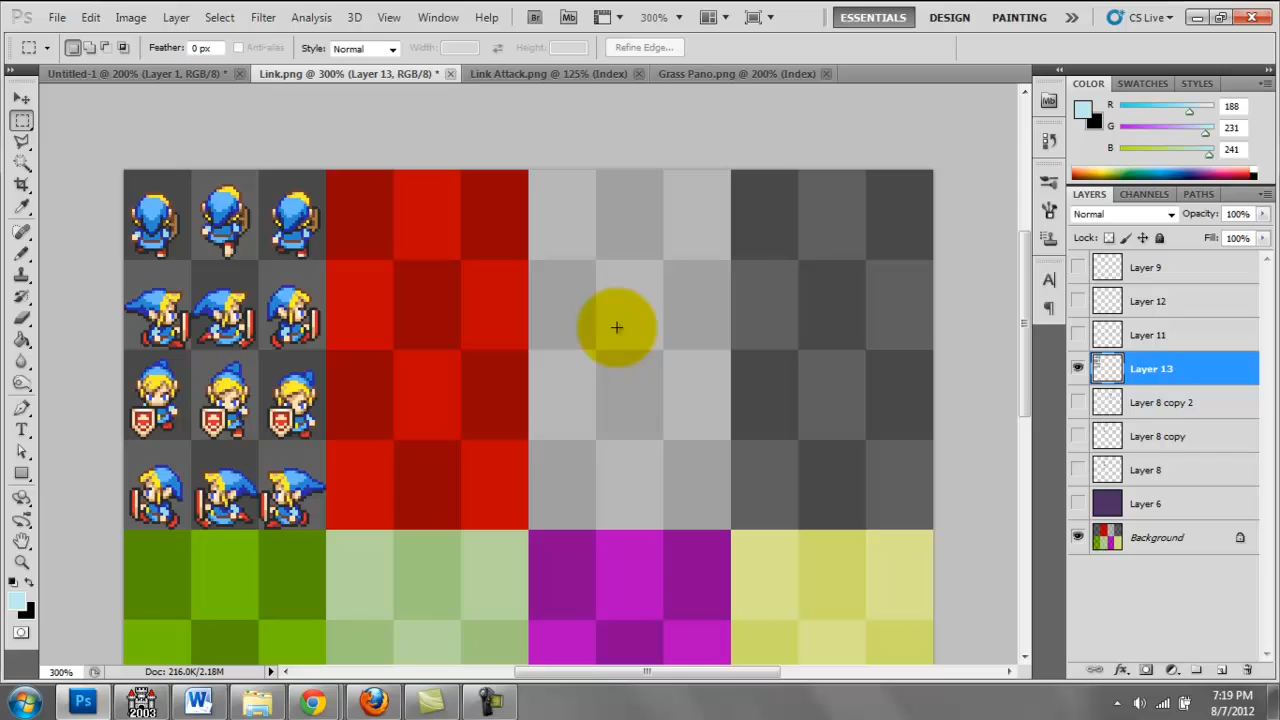 Ps File Edit Image Layer Select Filter Analysis 3D View Window Help Br Mb 300% ESSENTIALS DESIGN PAINTING CS Live
Feather: 0 px Anti-alias Style: Normal Width: Height: Refine Edge...
Untitled-1 @ 200% (Layer 1, RGB/8) * Link.png @ 300% (Layer 13, RGB/8) * Link Attack.png @ 125% (Index) Grass Pano.png @ 200% (Index)
COLOR SWATCHES STYLES
Mb
R 188
G 231
B 241
LAYERS CHANNELS PATHS
Normal Opacity: 100%
Lock: Fill: 100%
Layer 9
Layer 12
Layer 11
Layer 13
Layer 8 copy 2
Layer 8 copy
Layer 8
Layer 6
Background
300% Doc: 216.0K/2.18M
Ps 2003 W
7:19 PM
8/7/2012